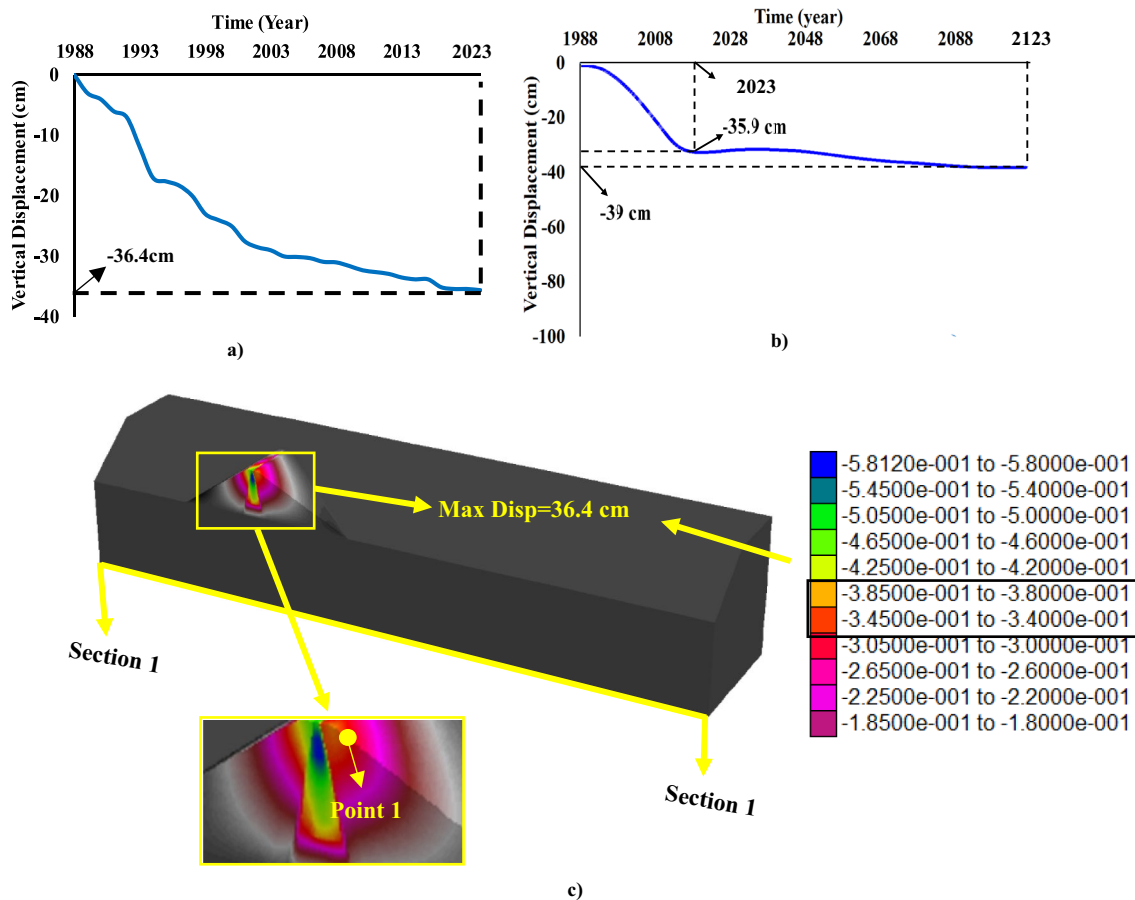 Time (Year)
1988 1993 1998 2003 2008 2013 2023
Vertical Displacement (cm)
0
-10
-20
-30
-40
-36.4cm
a)
Time (year)
1988 2008 2028 2048 2068 2088 2123
Vertical Displacement (cm)
0
-20
-40
-60
-80
-100
2023
-35.9 cm
-39 cm
b)
Max Disp=36.4 cm
Section 1
Section 1
Point 1
-5.8120e-001 to -5.8000e-001
-5.4500e-001 to -5.4000e-001
-5.0500e-001 to -5.0000e-001
-4.6500e-001 to -4.6000e-001
-4.2500e-001 to -4.2000e-001
-3.8500e-001 to -3.8000e-001
-3.4500e-001 to -3.4000e-001
-3.0500e-001 to -3.0000e-001
-2.6500e-001 to -2.6000e-001
-2.2500e-001 to -2.2000e-001
-1.8500e-001 to -1.8000e-001
c)